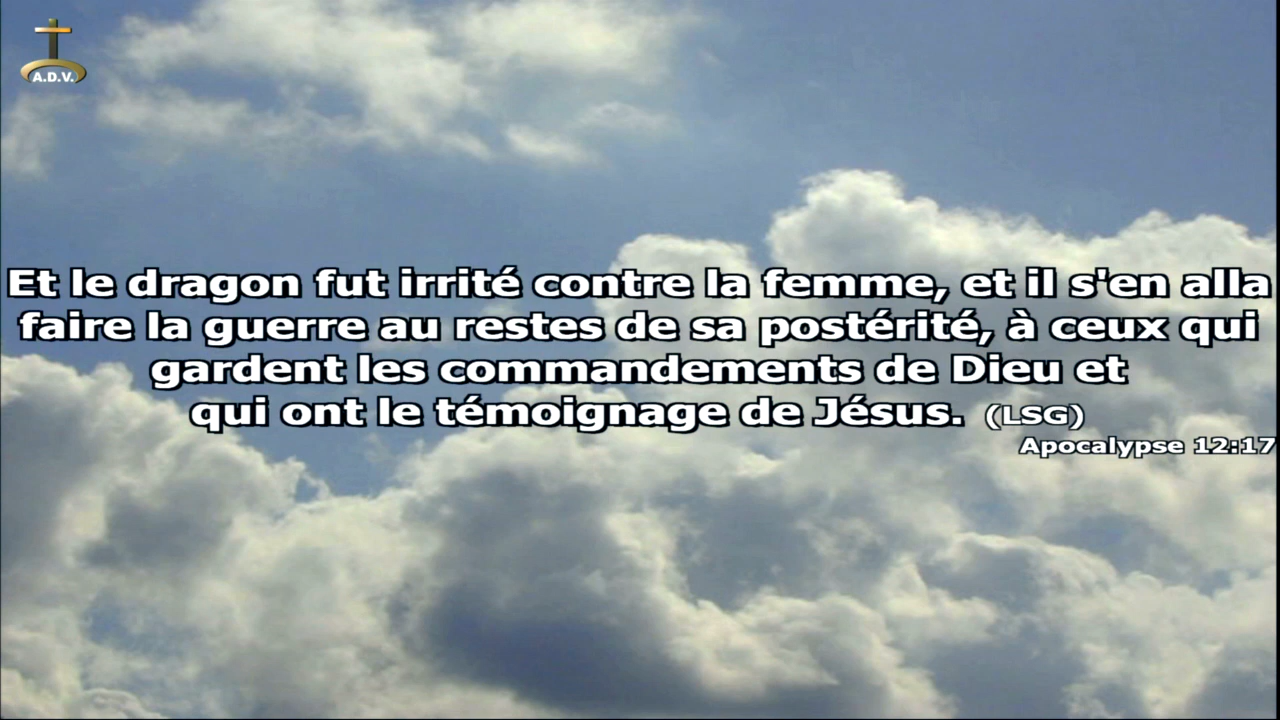 A.D.V.
Et le dragon fut irrité contre la femme, et il s'en alla
faire la guerre au restes de sa postérité, à ceux qui
gardent les commandements de Dieu et
qui ont le témoignage de Jésus. (LSG)
Apocalypse 12:17